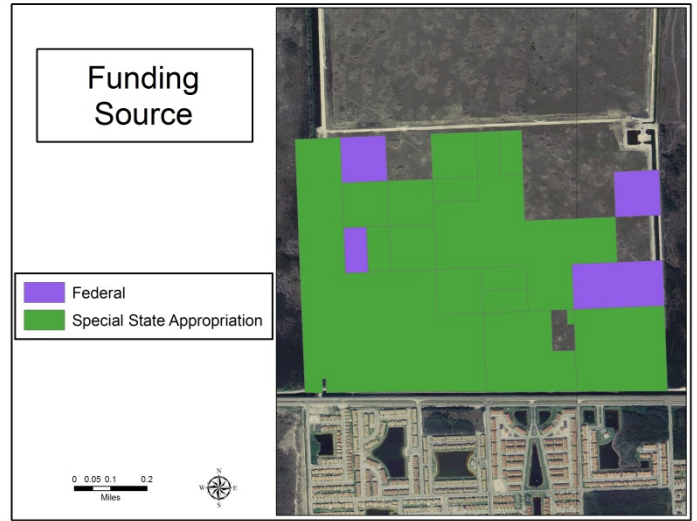 Funding
Source
Federal
Special State Appropriation
0 0.05 0.1 0.2
Miles
N
W E
S